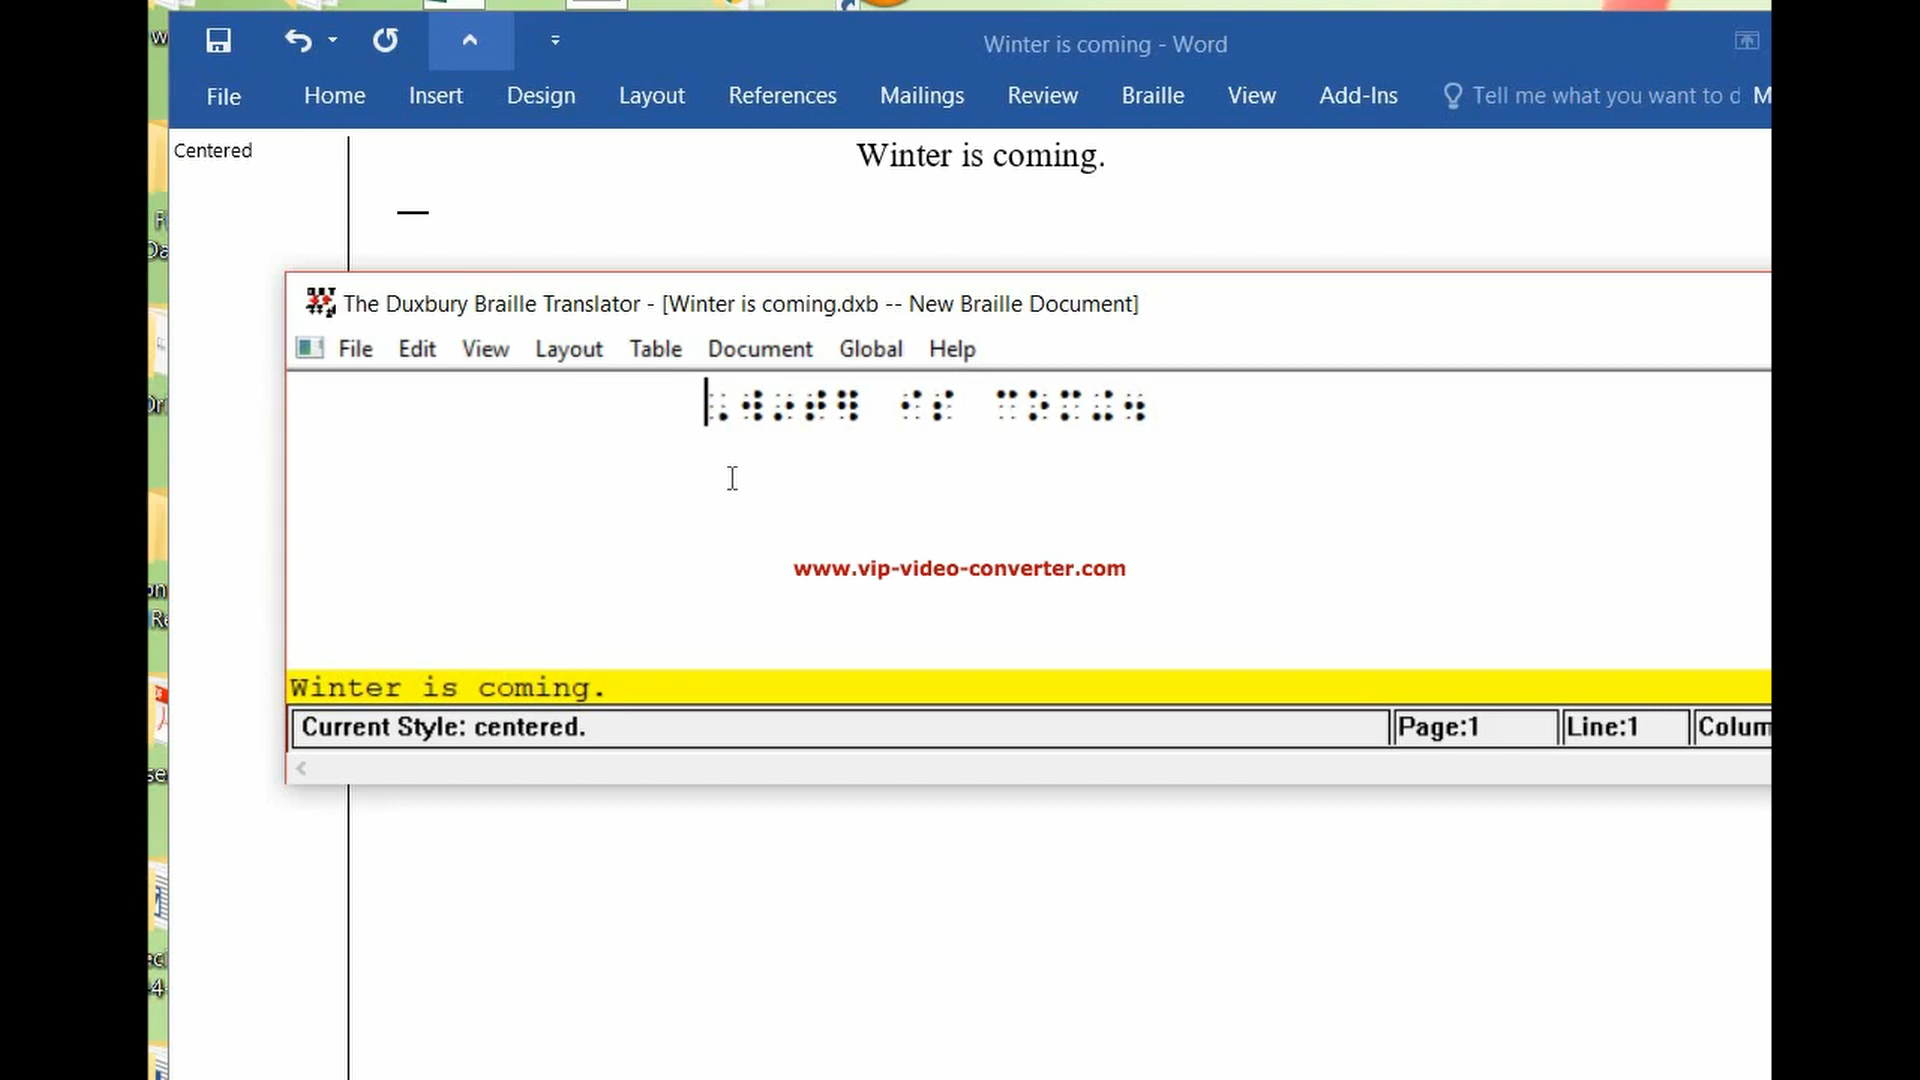 Winter is coming - Word
File Home Insert Design Layout References Mailings Review Braille View Add-Ins Tell me what you want to d M
Centered
Winter is coming.
The Duxbury Braille Translator - [Winter is coming.dxb -- New Braille Document]
File Edit View Layout Table Document Global Help
⠠⠺⠔⠞⠻ ⠊⠎ ⠉⠕⠍⠬⠲
www.vip-video-converter.com
Winter is coming.
Current Style: centered. Page:1 Line:1 Colum